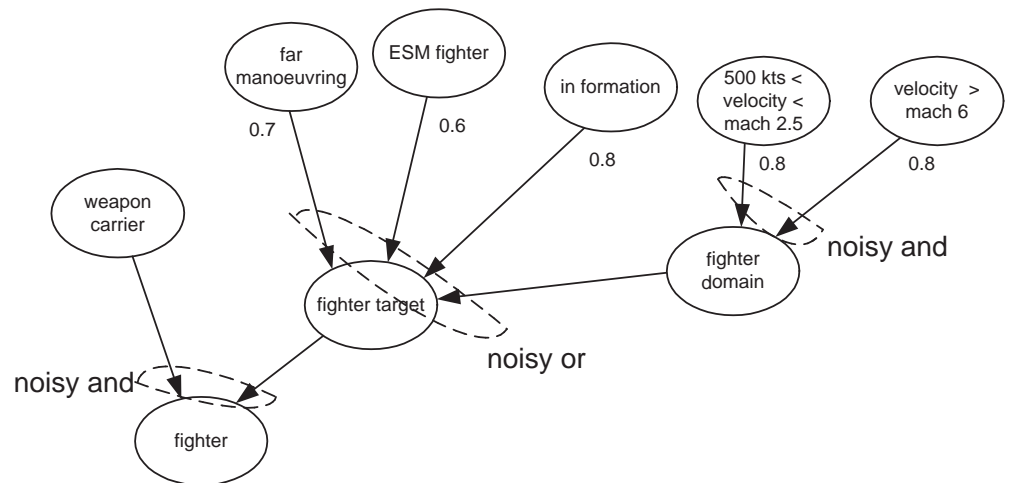 far
manoeuvring
ESM fighter
in formation
500 kts <
velocity <
mach 2.5
velocity >
mach 6
0.7
0.6
0.8
0.8
0.8
weapon
carrier
fighter target
fighter
domain
noisy and
noisy or
noisy and
fighter